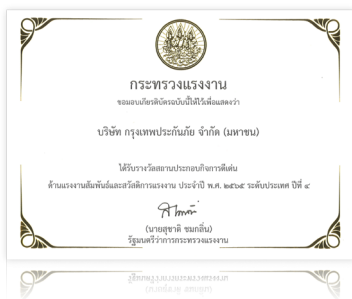 กระทรวงแรงงาน
ขอมอบเกียรติบัตรฉบับนี้ให้ไว้เพื่อแสดงว่า
บริษัท กรุงเทพประกันภัย จำกัด (มหาชน)
ได้รับรางวัลสถานประกอบกิจการดีเด่น
ด้านแรงงานสัมพันธ์และสวัสดิการแรงงาน ประจำปี พ.ศ. ๒๕๖๕ ระดับประเทศ ปีที่ ๔
(นายสุชาติ ชมกลิ่น)
รัฐมนตรีว่าการกระทรวงแรงงาน